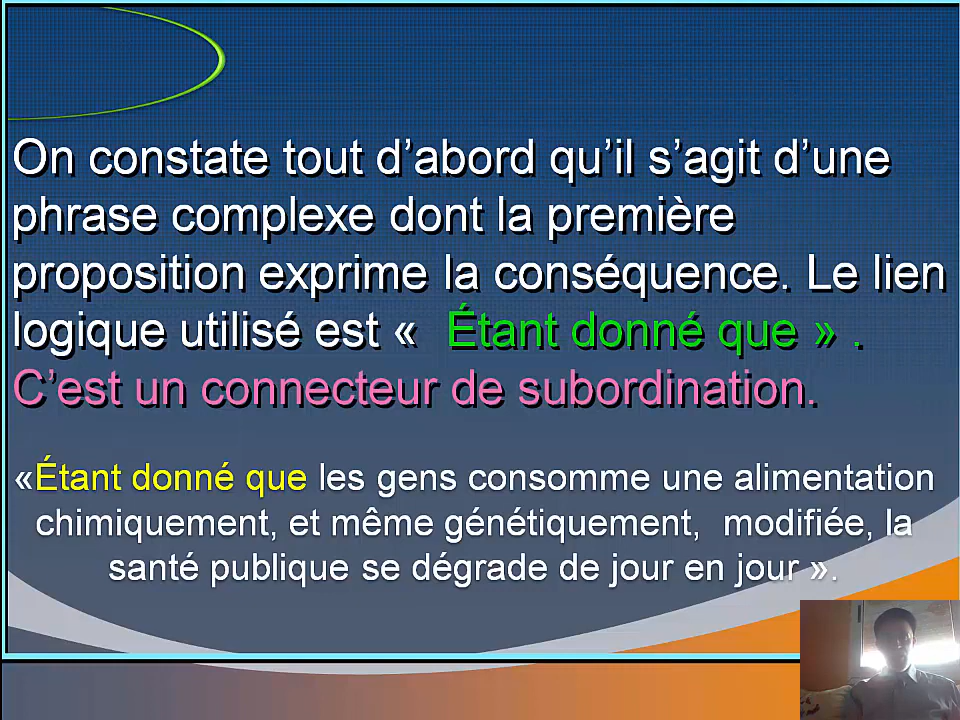 On constate tout d’abord qu’il s’agit d’une
phrase complexe dont la première
proposition exprime la conséquence. Le lien
logique utilisé est «  Étant donné que » .
C’est un connecteur de subordination.
«Étant donné que les gens consomme une alimentation
chimiquement, et même génétiquement,  modifiée, la
santé publique se dégrade de jour en jour ».